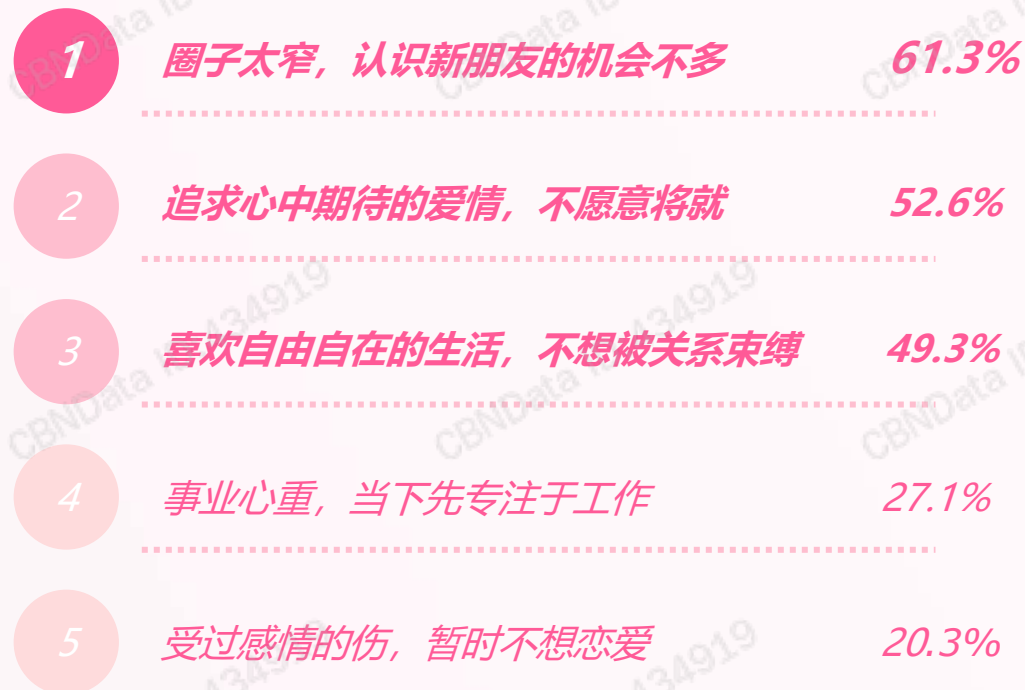 1 圈子太窄，认识新朋友的机会不多 61.3%
2 追求心中期待的爱情，不愿意将就 52.6%
3 喜欢自由自在的生活，不想被关系束缚 49.3%
4 事业心重，当下先专注于工作 27.1%
5 受过感情的伤，暂时不想恋爱 20.3%